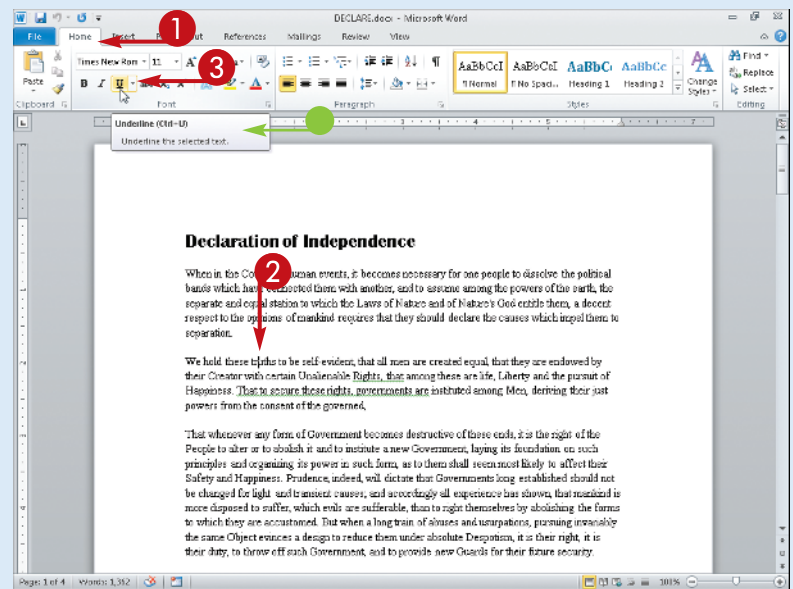 DECLARE.docx - Microsoft Word
File Home Insert Layout References Mailings Review View
1
Times New Rom 11
3
AaBbCcI AaBbCcI AaBbC AaBbCc
Find
Replace
Select
Paste
B I U
1 Normal 1 No Spaci... Heading 1 Heading 2
Change
Styles
Clipboard Font Paragraph Styles Editing
Underline (Ctrl+U)
Underline the selected text.
3 4 5 7
Declaration of Independence
2
When in the human events, it becomes necessary for one people to dissolve the political
bands which have connected them with another, and to assume among the powers of the earth, the
separate and equal station to which the Laws of Nature and of Nature's God entitle them, a decent
respect to the opinions of mankind requires that they should declare the causes which impel them to
separation.
We hold these truths to be self-evident, that all men are created equal, that they are endowed by
their Creator with certain Unalienable Rights, that among these are life, Liberty and the pursuit of
Happiness. That to secure these rights, governments are instituted among Men, deriving their just
powers from the consent of the governed,
That whenever any form of Government becomes destructive of these ends, it is the right of the
People to alter or to abolish it and to institute a new Government, laying its foundation on such
principles and organizing its power in such form, as to them shall seem most likely to affect their
Safety and Happiness. Prudence, indeed, will dictate that Governments long established should not
be changed for light and transient causes, and accordingly all experience has shown, that mankind is
more disposed to suffer, which evils are sufferable, than to right themselves by abolishing the forms
to which they are accustomed. But when a long train of abuses and usurpations, pursuing invariably
the same Object evinces a design to reduce them under absolute Despotism, it is their right, it is
their duty, to throw off such Government, and to provide new Guards for their future security.
Page: 1 of 4 Words: 1,362 100%